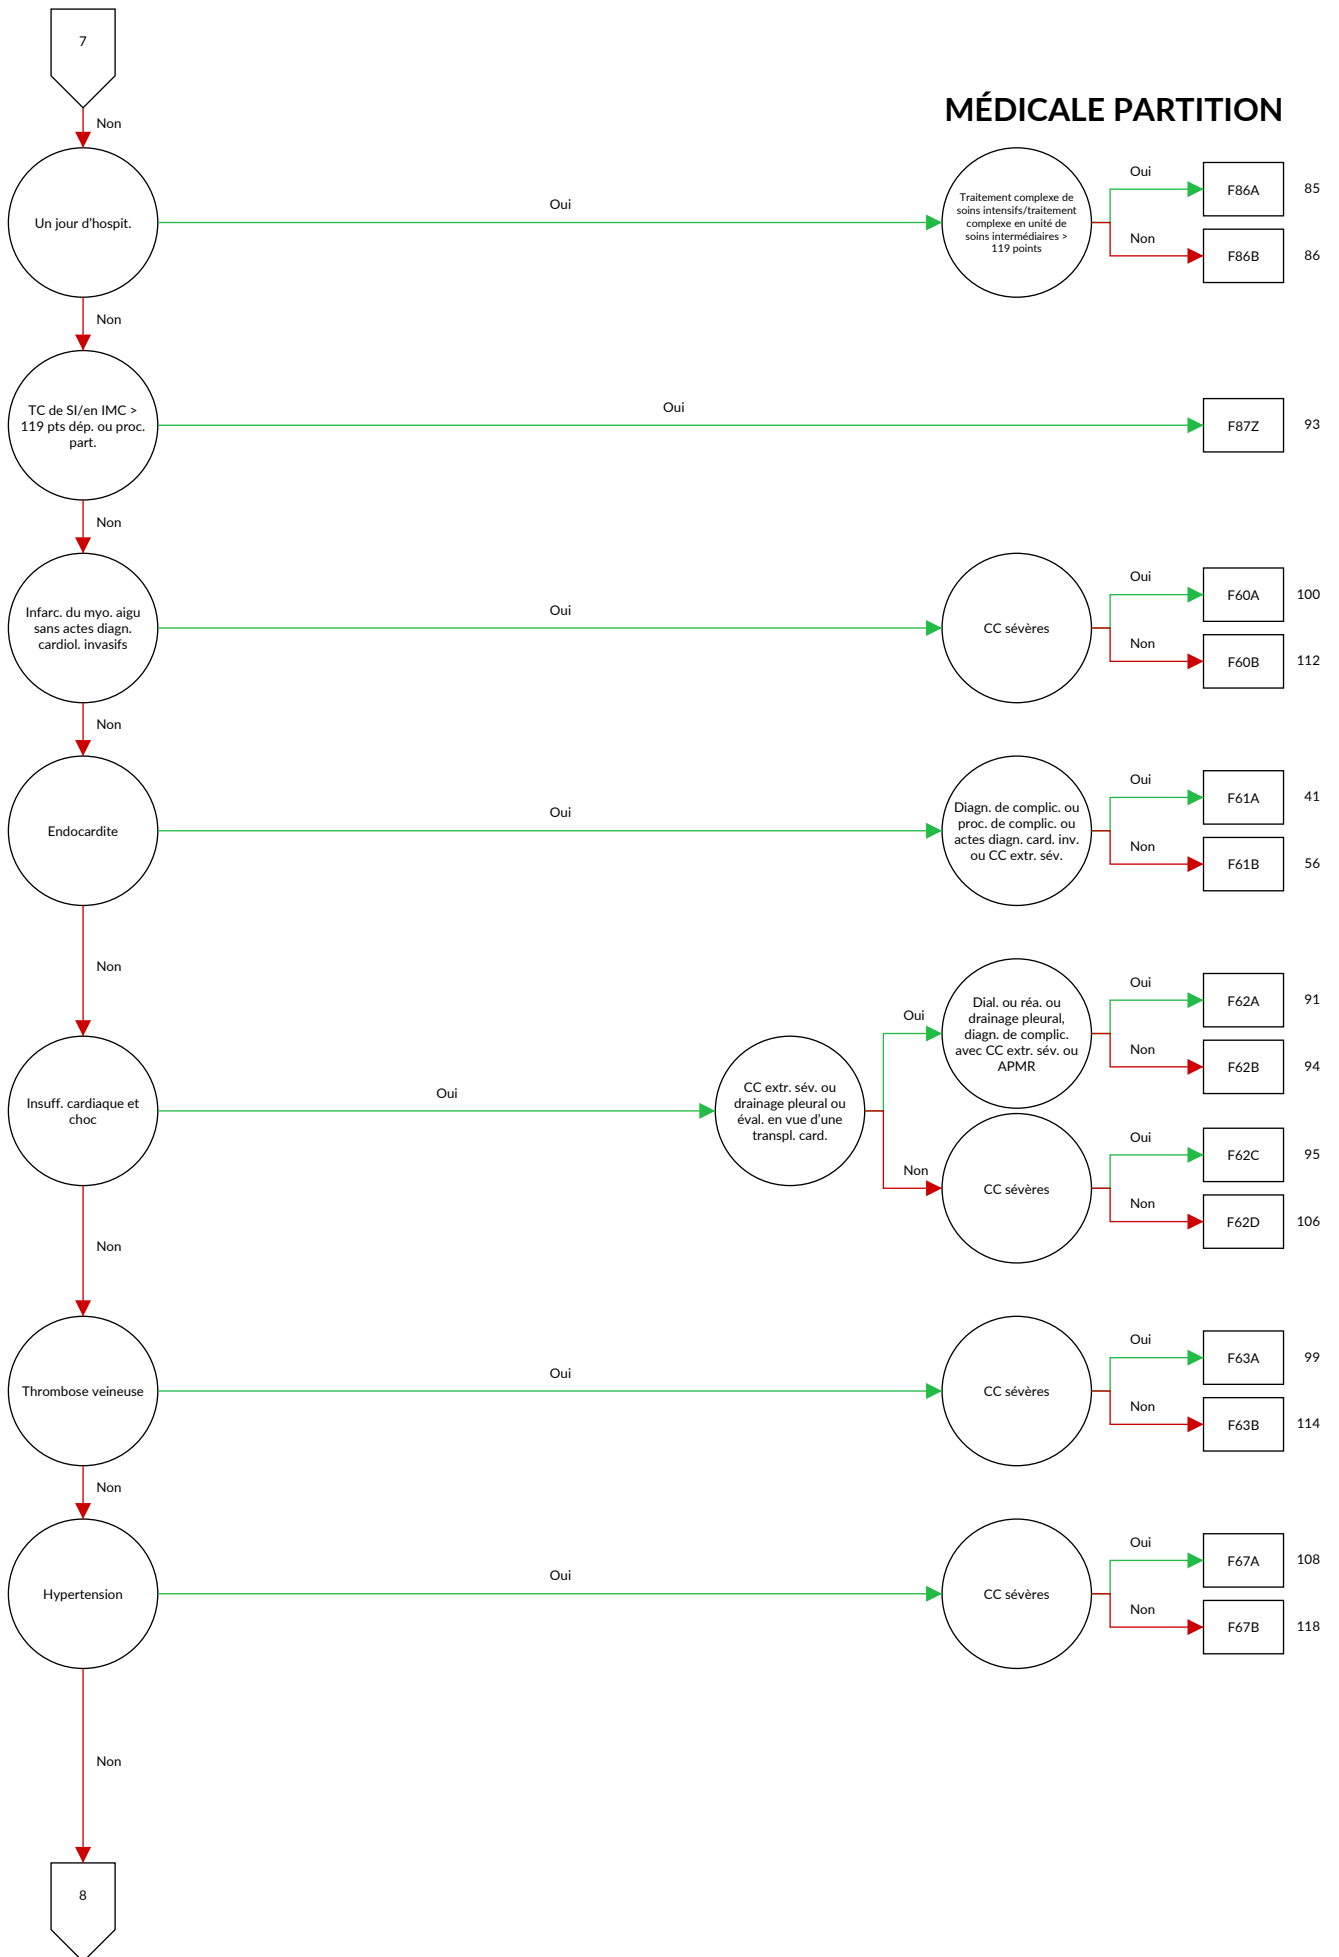 7
MÉDICALE PARTITION
Non
Un jour d'hospit.
Oui
Traitement complexe de
soins intensifs/traitement
complexe en unité de
soins intermédiaires >
119 points
Oui
F86A
85
Non
F86B
86
Non
TC de SI/en IMC >
119 pts dép. ou proc.
part.
Oui
F87Z
93
Non
Infarc. du myo. aigu
sans actes diagn.
cardiol. invasifs
Oui
CC sévères
Oui
F60A
100
Non
F60B
112
Non
Endocardite
Oui
Diagn. de complic. ou
proc. de complic. ou
actes diagn. card. inv.
ou CC extr. sév.
Oui
F61A
41
Non
F61B
56
Non
Insuff. cardiaque et
choc
Oui
CC extr. sév. ou
drainage pleural ou
éval. en vue d'une
transpl. card.
Oui
Dial. ou réa. ou
drainage pleural,
diagn. de complic.
avec CC extr. sév. ou
APMR
Oui
F62A
91
Non
F62B
94
Non
CC sévères
Oui
F62C
95
Non
F62D
106
Non
Thrombose veineuse
Oui
CC sévères
Oui
F63A
99
Non
F63B
114
Non
Hypertension
Oui
CC sévères
Oui
F67A
108
Non
F67B
118
Non
8